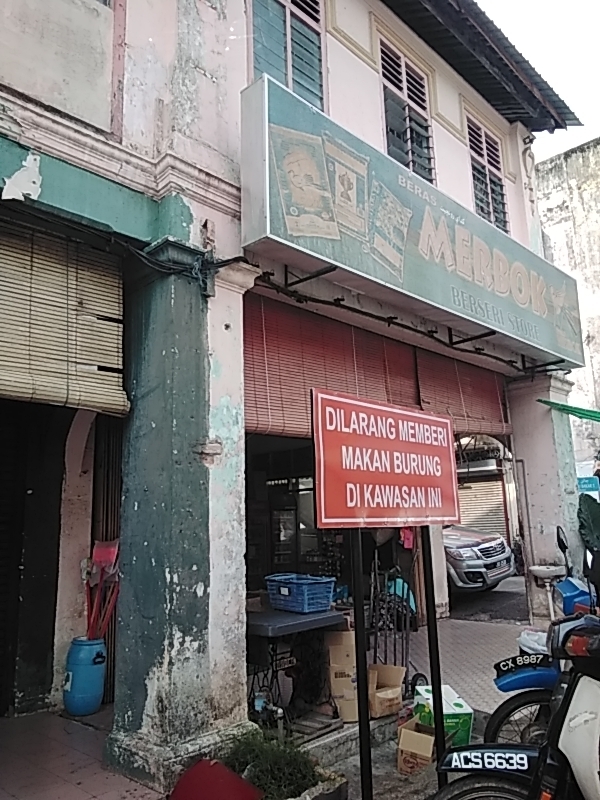 BERAS
MERBOK
BERSERI STORE
DILARANG MEMBERI
MAKAN BURUNG
DI KAWASAN INI
CX 8987
ACS 6639